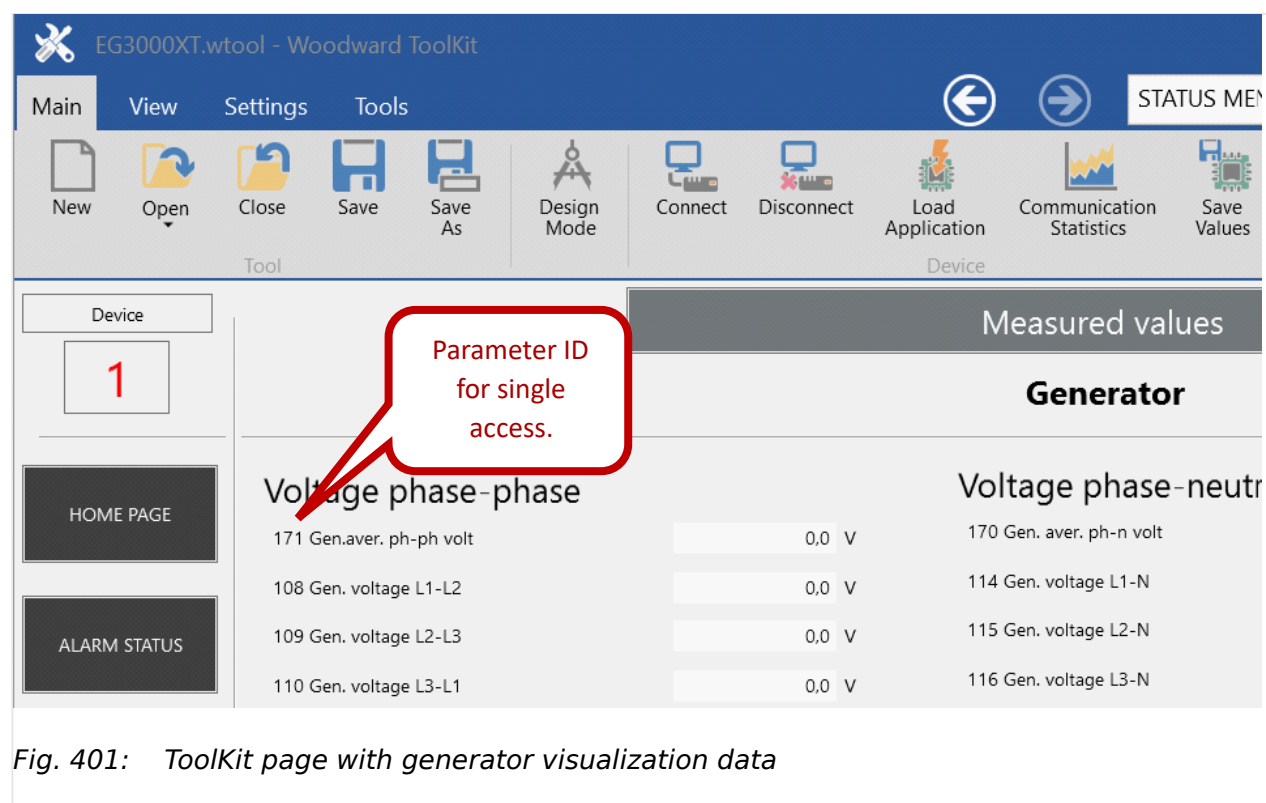 EG3000XT.wtool - Woodward ToolKit
Main View Settings Tools
STATUS MEN
New Open Close Save Save As Design Mode Connect Disconnect Load Application Communication Statistics Save Values
Tool Device
Device
1
Parameter ID
for single
access.
Measured values
Generator
HOME PAGE
ALARM STATUS
Voltage phase-phase
171 Gen.aver. ph-ph volt 0,0 V
108 Gen. voltage L1-L2 0,0 V
109 Gen. voltage L2-L3 0,0 V
110 Gen. voltage L3-L1 0,0 V
Voltage phase-neutr
170 Gen. aver. ph-n volt
114 Gen. voltage L1-N
115 Gen. voltage L2-N
116 Gen. voltage L3-N
Fig. 401: ToolKit page with generator visualization data